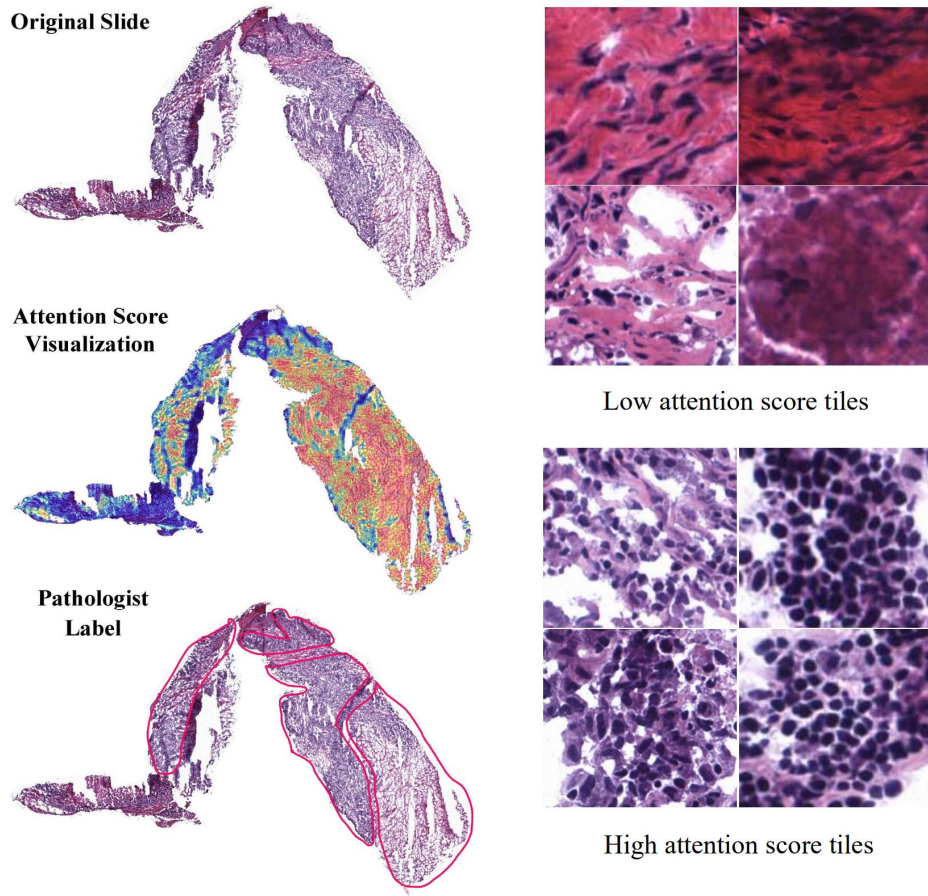 Original Slide
Attention Score
Visualization
Pathologist
Label
Low attention score tiles
High attention score tiles